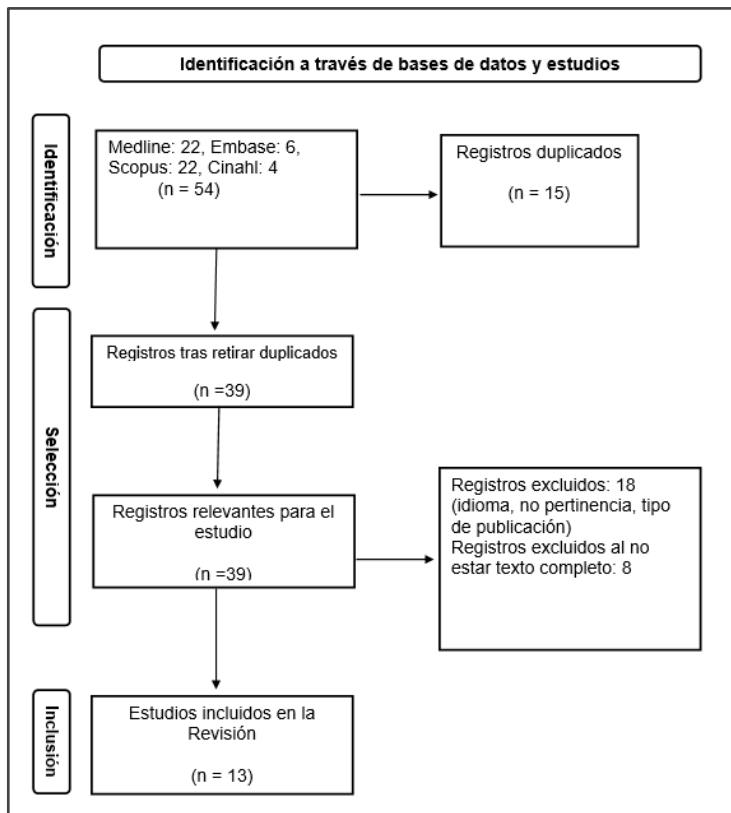 Identificación a través de bases de datos y estudios
Identificación
Medline: 22, Embase: 6,
Scopus: 22, Cinahl: 4
(n = 54)
Registros duplicados
(n = 15)
Selección
Registros tras retirar duplicados
(n =39)
Registros relevantes para el
estudio
(n =39)
Registros excluidos: 18
(idioma, no pertinencia, tipo
de publicación)
Registros excluidos al no
estar texto completo: 8
Inclusión
Estudios incluidos en la
Revisión
(n = 13)